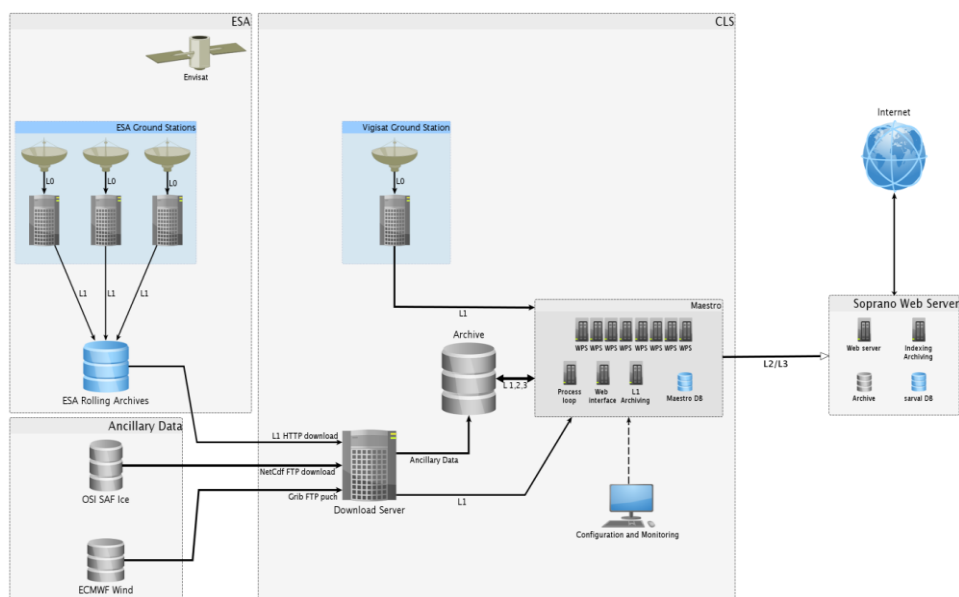 ESA
CLS
Envisat
ESA Ground Stations
Vigisat Ground Station
Internet
L0
L0
L0
L0
L1
L1
L1
L1
Maestro
Soprano Web Server
WPS WPS WPS WPS WPS WPS WPS WPS
Web server
Indexing
Archiving
Archive
L 1,2,3
L2/L3
Process
loop
Web
Interface
L1
Archiving
Maestro DB
Archive
sarval DB
ESA Rolling Archives
Ancillary Data
L1 HTTP download
OSI SAF Ice
NetCdf FTP download
Ancillary Data
Grib FTP puch
L1
Download Server
Configuration and Monitoring
ECMWF Wind